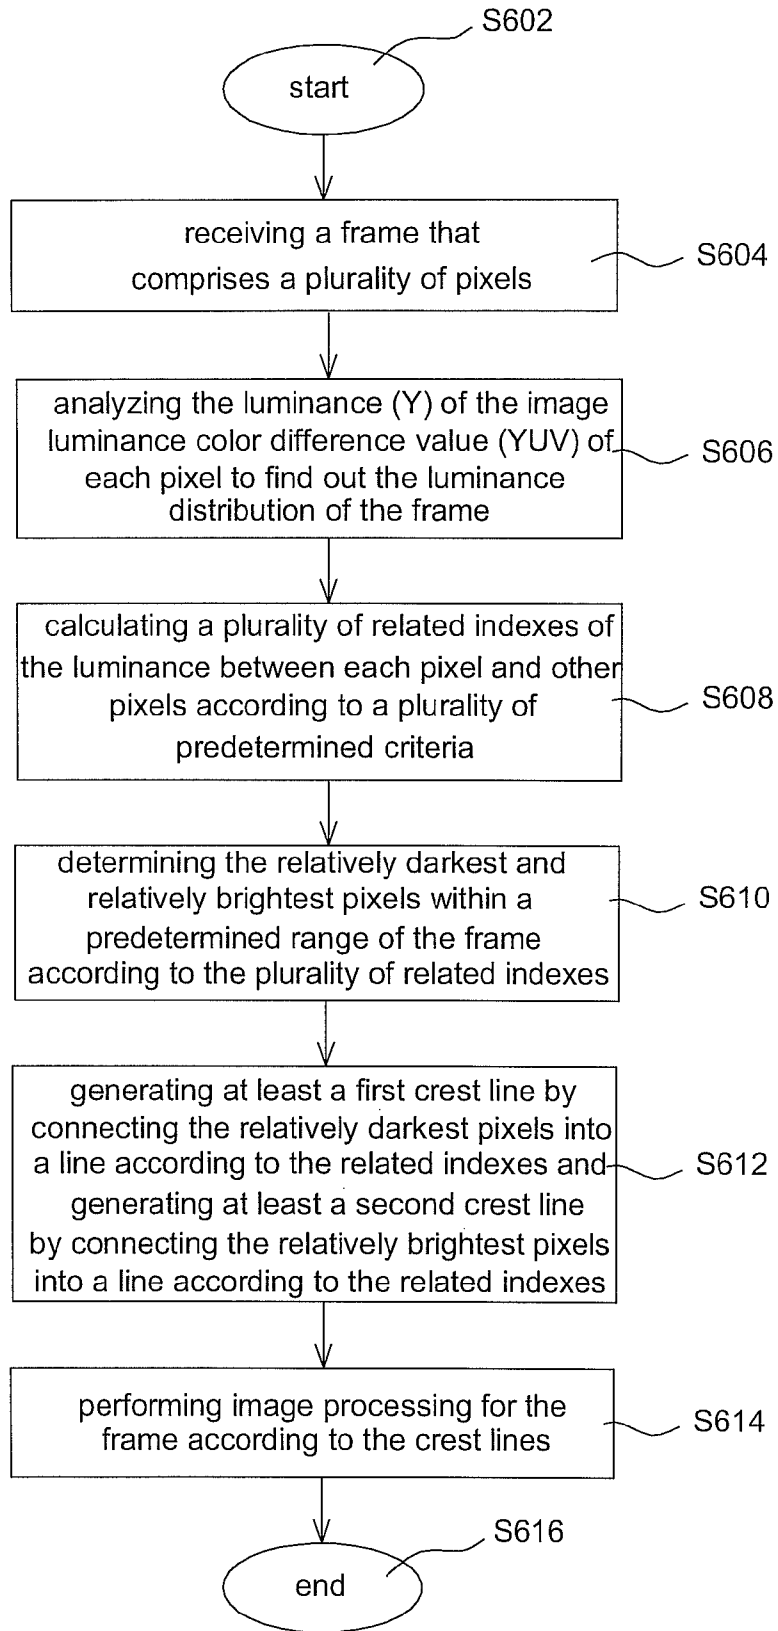 S602
start
receiving a frame that
comprises a plurality of pixels
S604
analyzing the luminance (Y) of the image
luminance color difference value (YUV) of
each pixel to find out the luminance
distribution of the frame
S606
calculating a plurality of related indexes of
the luminance between each pixel and other
pixels according to a plurality of
predetermined criteria
S608
determining the relatively darkest and
relatively brightest pixels within a
predetermined range of the frame
according to the plurality of related indexes
S610
generating at least a first crest line by
connecting the relatively darkest pixels into
a line according to the related indexes and
generating at least a second crest line
by connecting the relatively brightest pixels
into a line according to the related indexes
S612
performing image processing for the
frame according to the crest lines
S614
S616
end